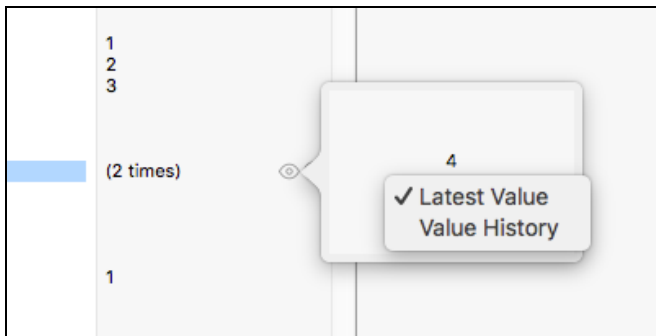 1
2
3
(2 times)
4
✓ Latest Value
Value History
1